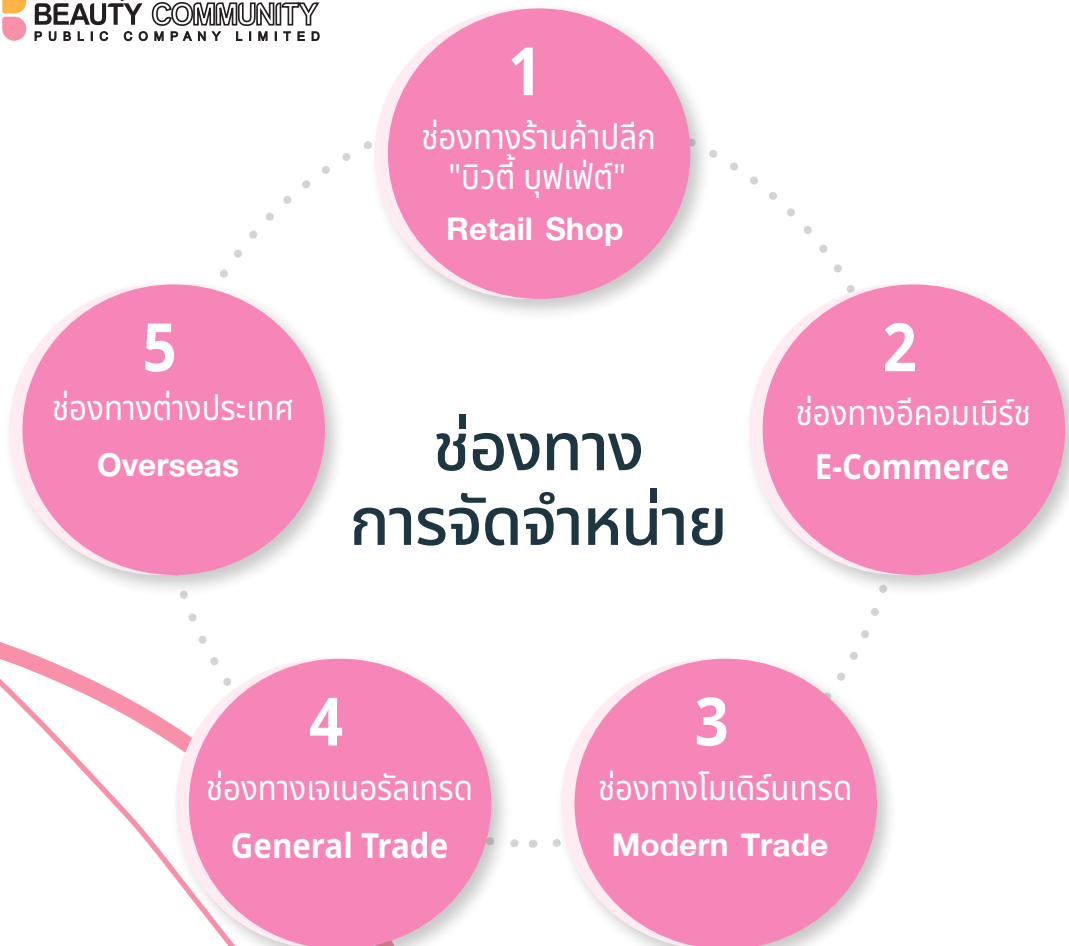 BEAUTY COMMUNITY
PUBLIC COMPANY LIMITED
1
ช่องทางร้านค้าปลีก
"บิวตี้ บุฟเฟ่ต์"
Retail Shop
2
ช่องทางอีคอมเมิร์ช
E-Commerce
3
ช่องทางโมเดิร์นเทรด
Modern Trade
4
ช่องทางเจเนอรัลเทรด
General Trade
5
ช่องทางต่างประเทศ
Overseas
ช่องทาง
การจัดจำหน่าย